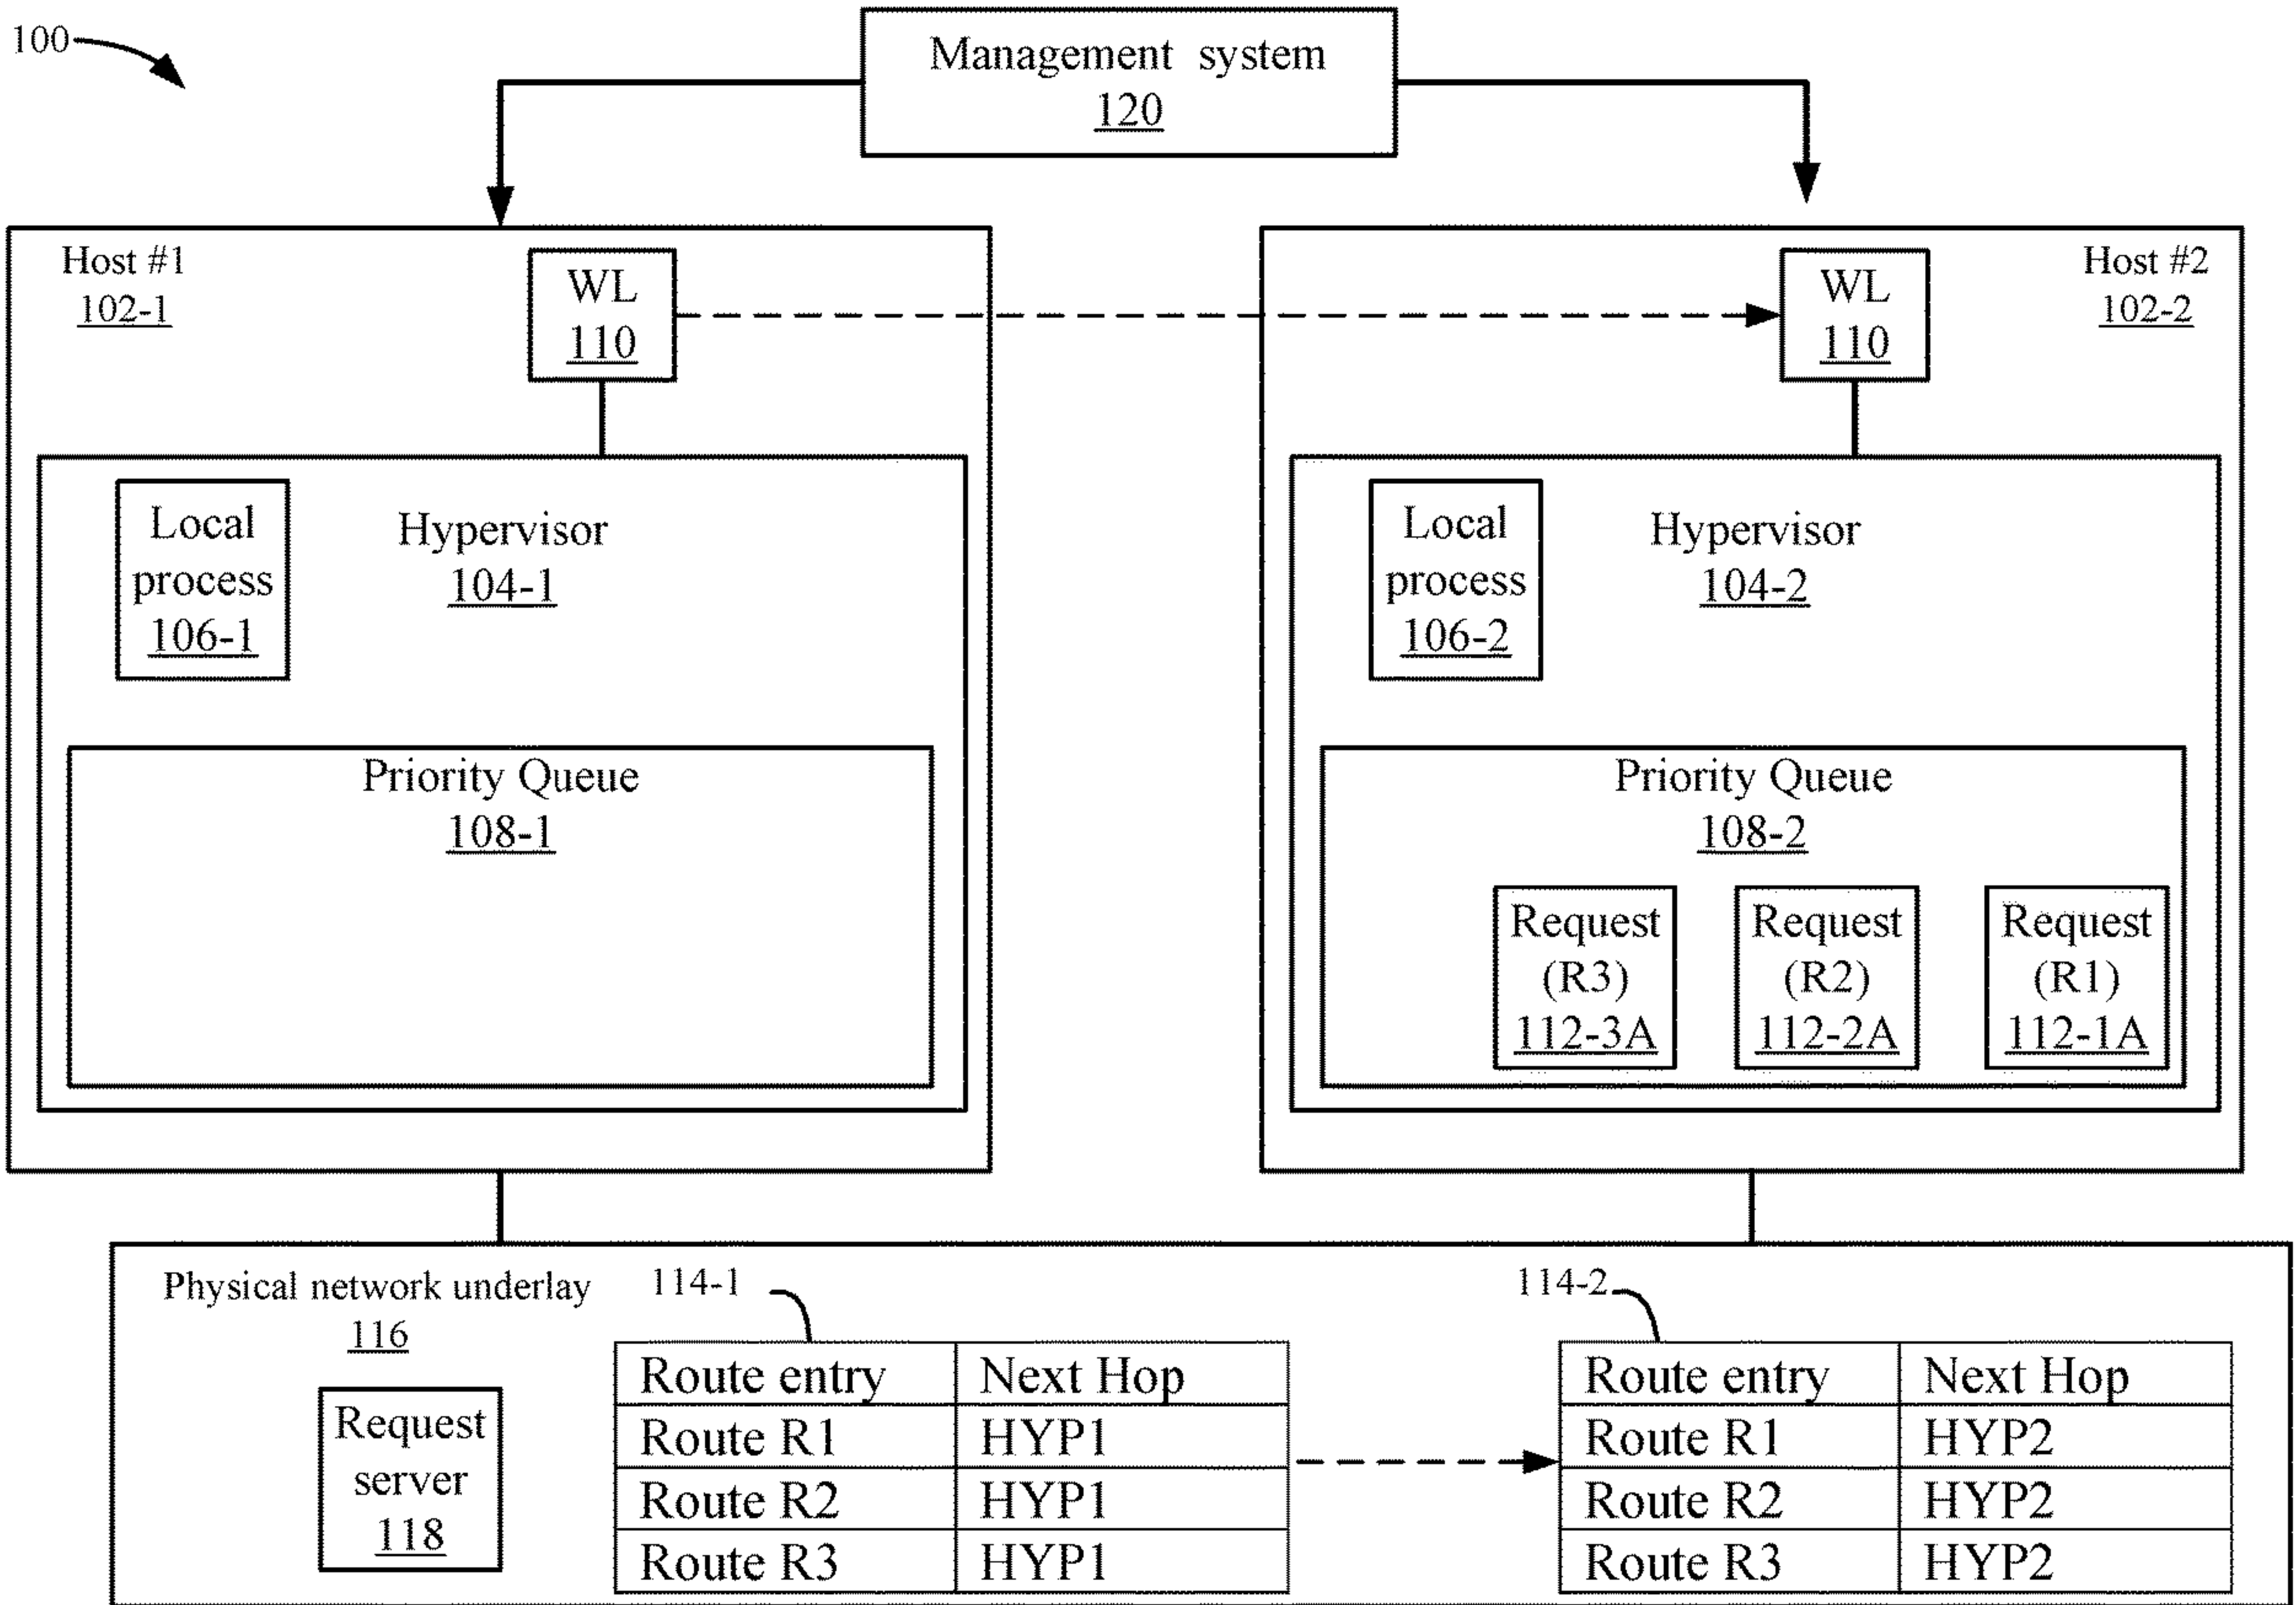 100
Management system
120
Host #1
102-1
WL
110
Host #2
102-2
WL
110
Local
process
106-1
Hypervisor
104-1
Priority Queue
108-1
Local
process
106-2
Hypervisor
104-2
Priority Queue
108-2
Request
(R3)
112-3A
Request
(R2)
112-2A
Request
(R1)
112-1A
Physical network underlay
116
Request
server
118
114-1
Route entry Next Hop
Route R1 HYP1
Route R2 HYP1
Route R3 HYP1
114-2
Route entry Next Hop
Route R1 HYP2
Route R2 HYP2
Route R3 HYP2